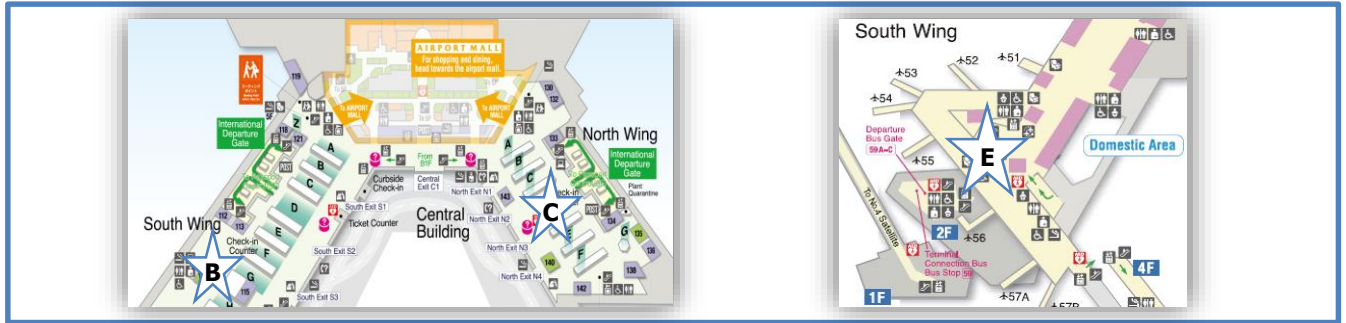 AIRPORT MALL
For shopping and dining,
head towards the airport mall.
119
130
132
To AIRPORT
MALL
To AIRPORT
MALL
International
Departure
Gate
118
121
Z
A
B
C
D
E
F
G
H
POST
From
B1F
Curbside
Check-in
Central
Exit C1
North Exit N1
A
B
C
133
North Wing
International
Departure
Gate
Plant
Quarantine
South Exit S1
Ticket Counter
Central
Building
143
North Exit N2
C
POST
134
135
136
112
113
South Wing
Check-in
Counter
South Exit S2
North Exit N3
E
F
G
138
B
115
140
North Exit N4
142
South Exit S3
South Wing
51
52
53
54
Departure
Bus Gate
59A-C
55
E
Domestic Area
To No.4 Satellite
2F
56
Terminal
Connection Bus
Bus Stop 59
4F
1F
57A
57B